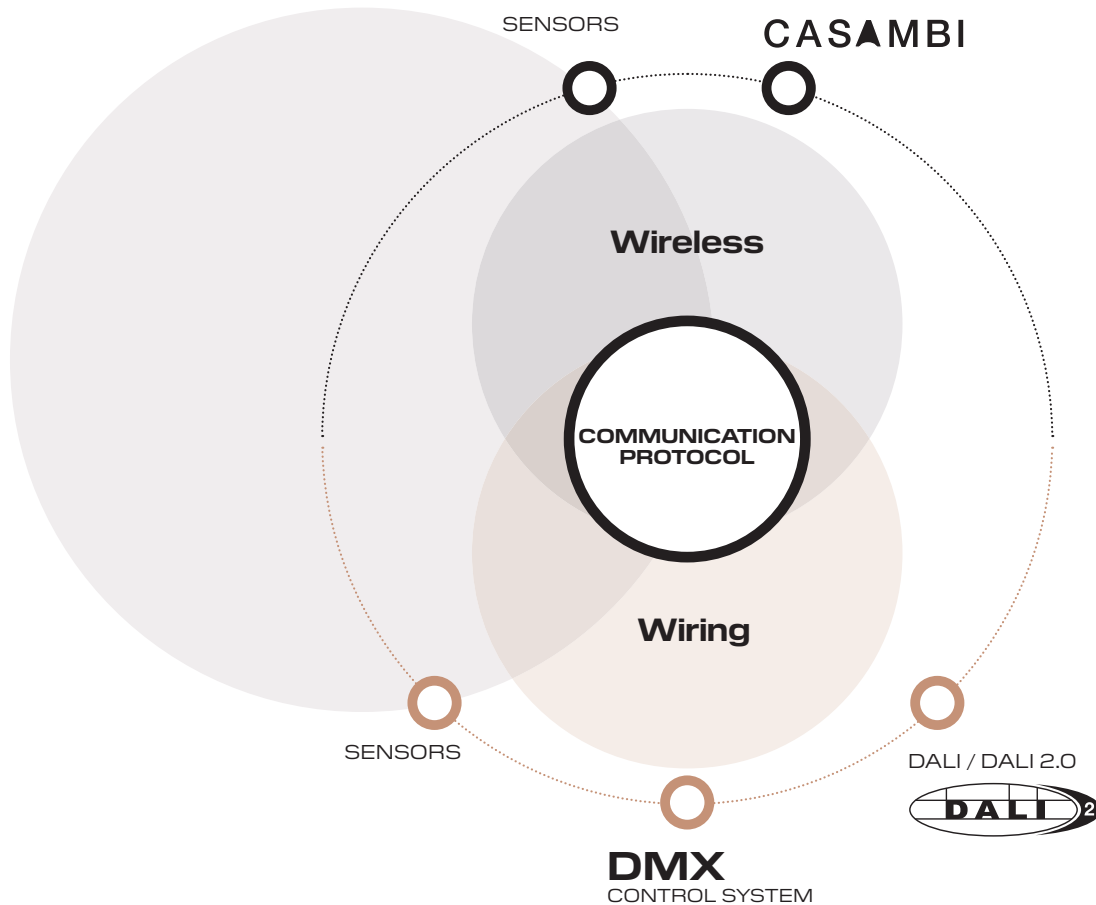 SENSORS
CASAMBI
Wireless
COMMUNICATION
PROTOCOL
Wiring
SENSORS
DALI / DALI 2.0
DALI 2
DMX
CONTROL SYSTEM